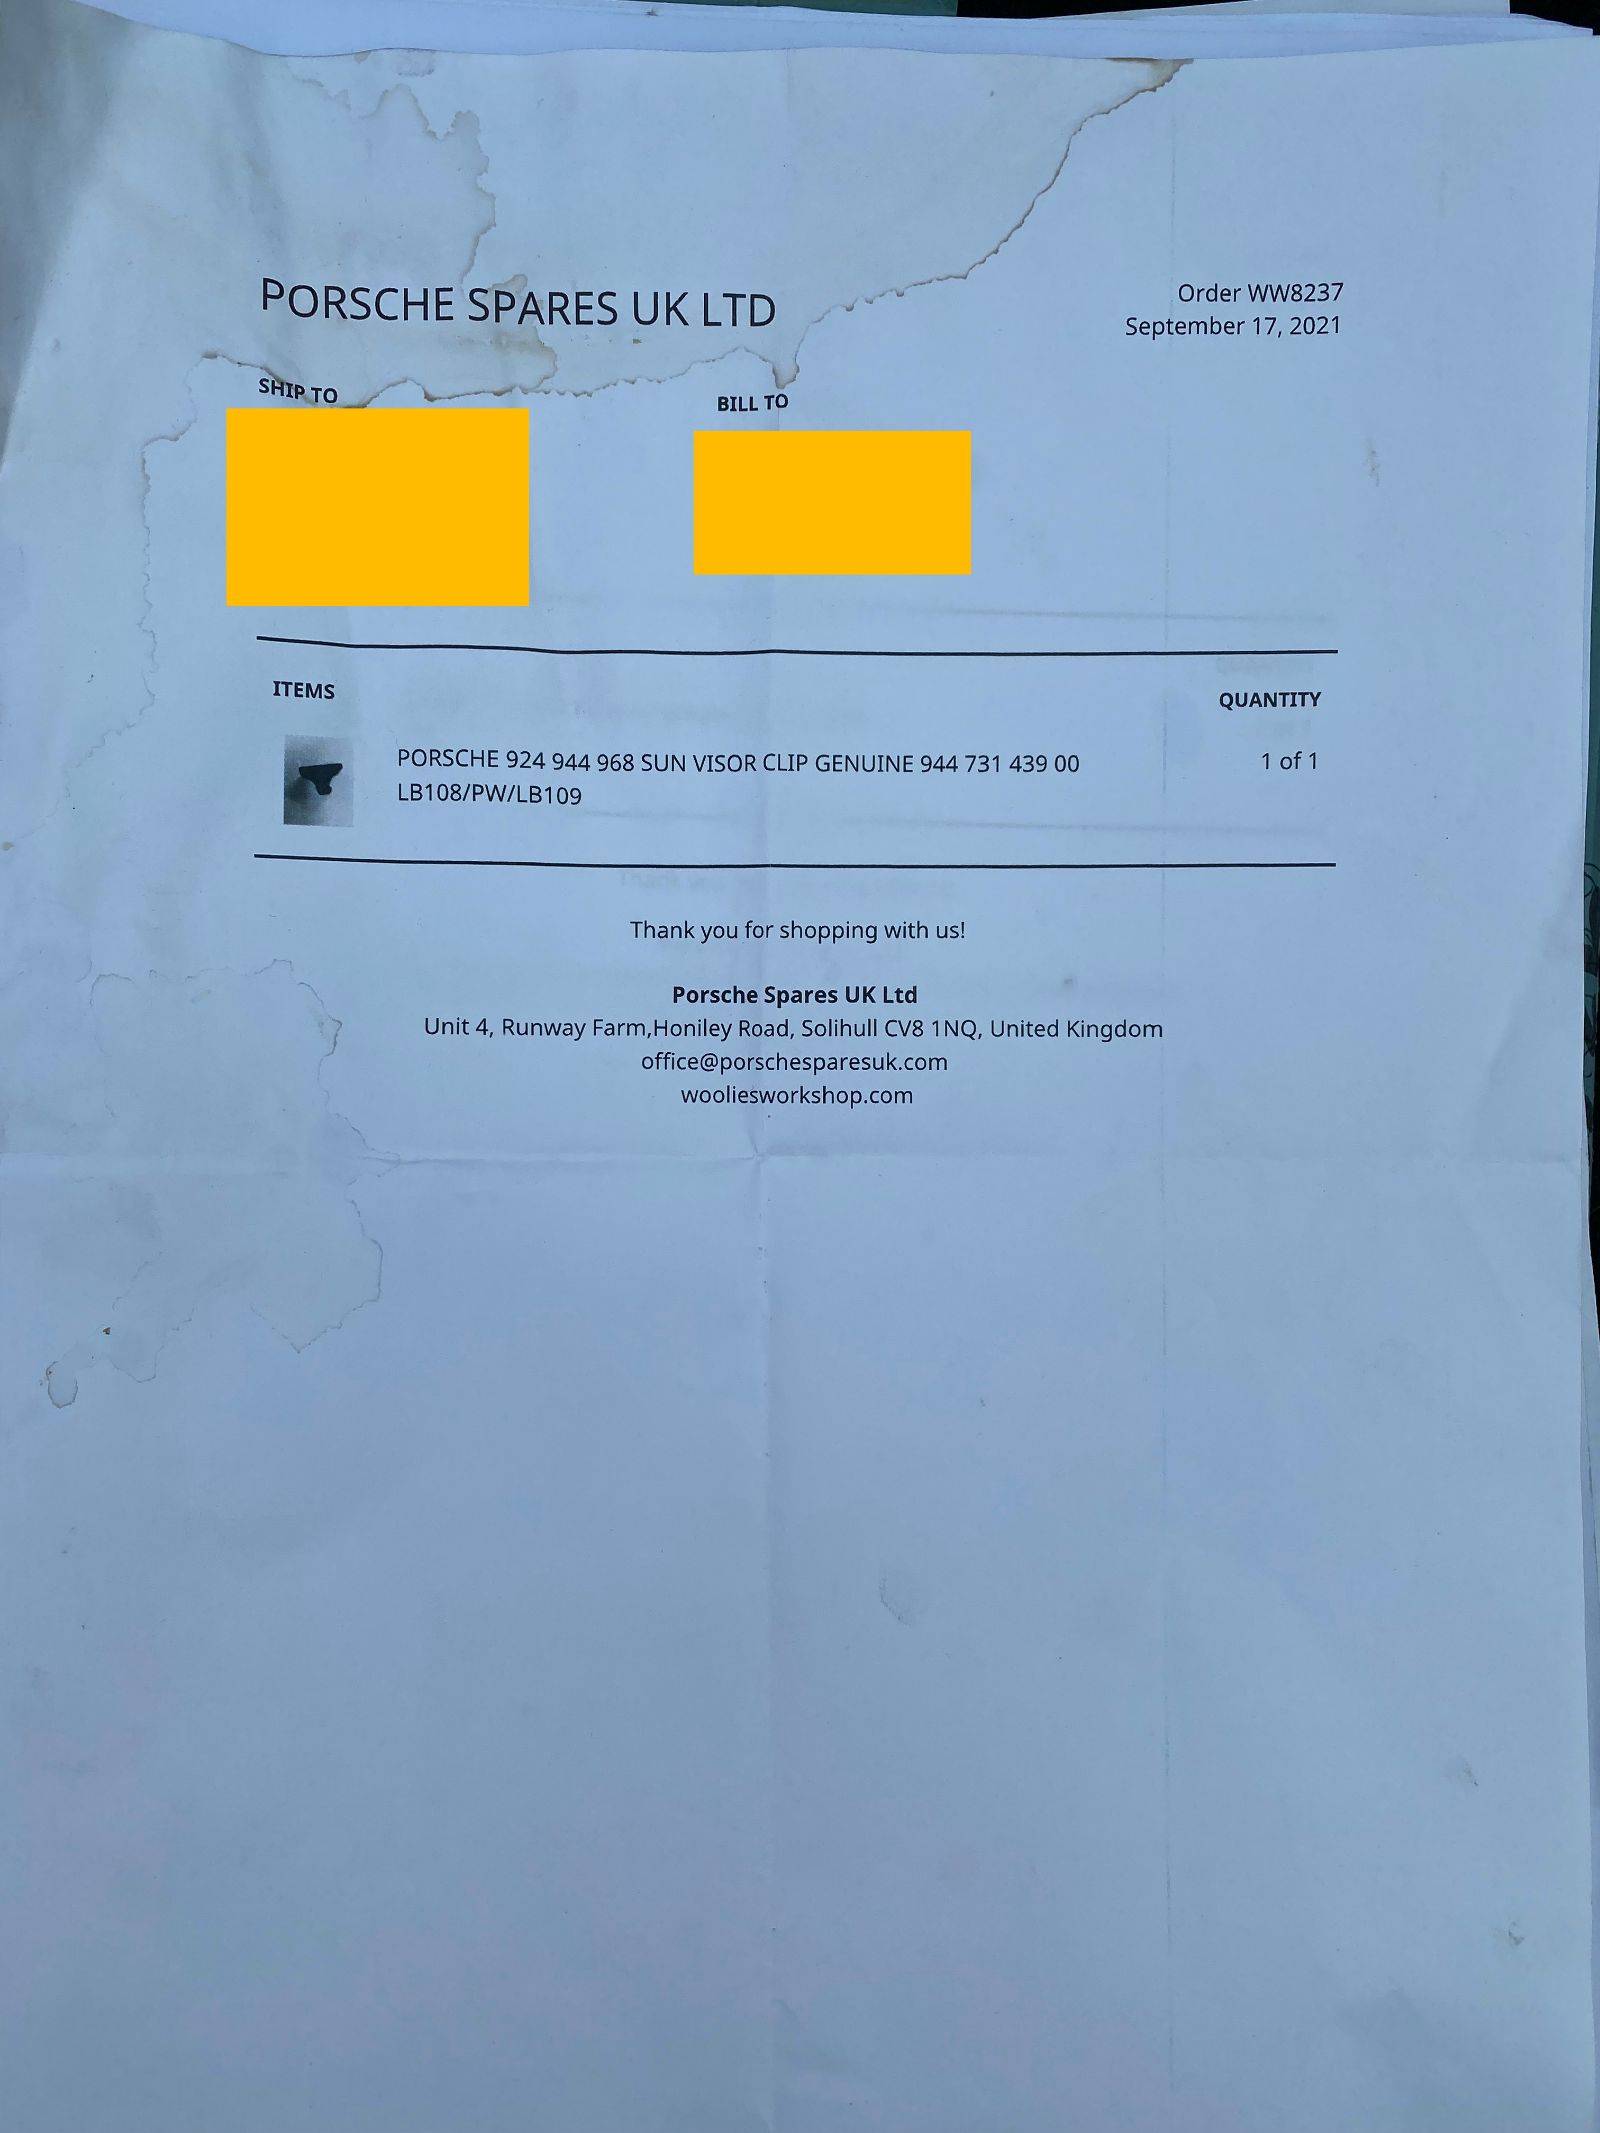 PORSCHE SPARES UK LTD
Order WW8237
September 17, 2021
SHIP TO
BILL TO
ITEMS
QUANTITY
PORSCHE 924 944 968 SUN VISOR CLIP GENUINE 944 731 439 00
1 of 1
LB108/PW/LB109
Thank you for shopping with us!
Porsche Spares UK Ltd
Unit 4, Runway Farm,Honiley Road, Solihull CV8 1NQ, United Kingdom
office@porschesparesuk.com
wooliesworkshop.com